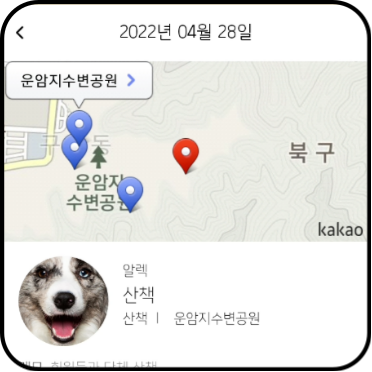 2022년 04월 28일
운암지수변공원
북구
운암지
수변공원
kakao
알렉
산책
산책 | 운암지수변공원